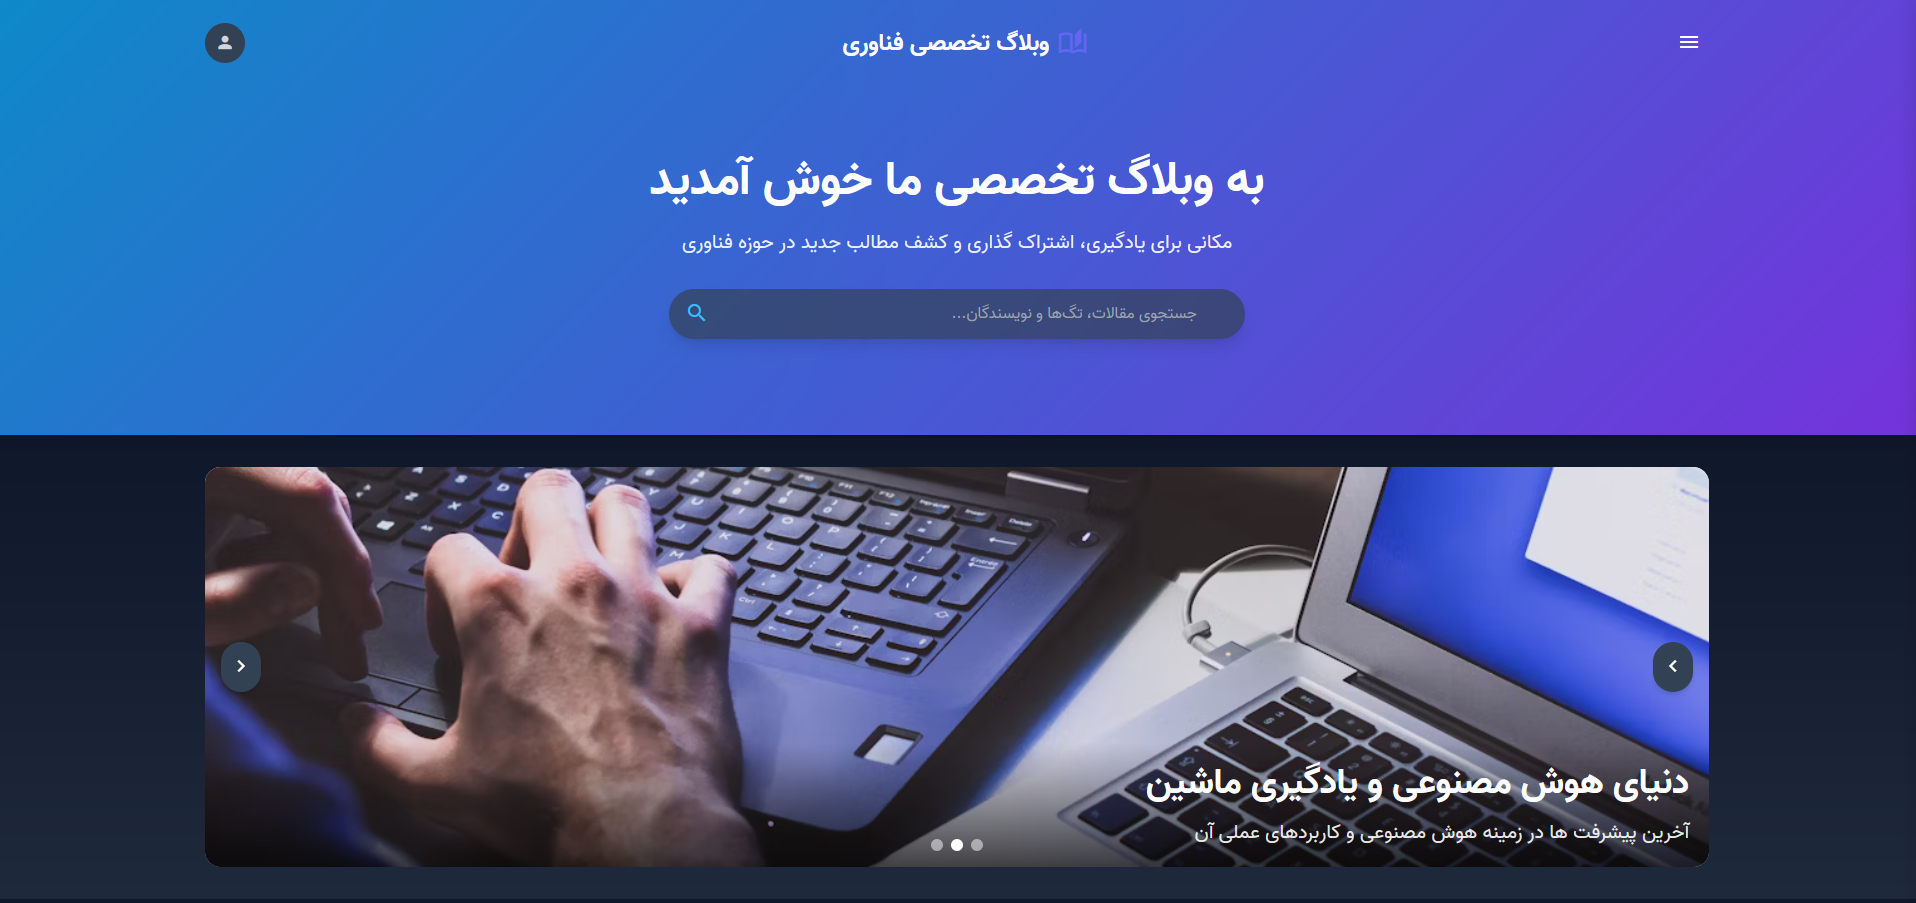 وبلاگ تخصصی فناوری
به وبلاگ تخصصی ما خوش آمدید
مکانی برای یادگیری، اشتراک گذاری و کشف مطالب جدید در حوزه فناوری
جستجوی مقالات، تگ‌ها و نویسندگان...
دنیای هوش مصنوعی و یادگیری ماشین
آخرین پیشرفت ها در زمینه هوش مصنوعی و کاربردهای عملی آن